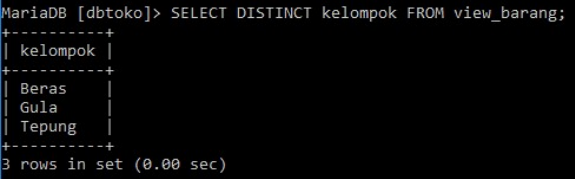 MariaDB [dbtoko]> SELECT DISTINCT kelompok FROM view_barang;
+----------+
| kelompok |
+----------+
| Beras    |
| Gula     |
| Tepung   |
+----------+
3 rows in set (0.00 sec)